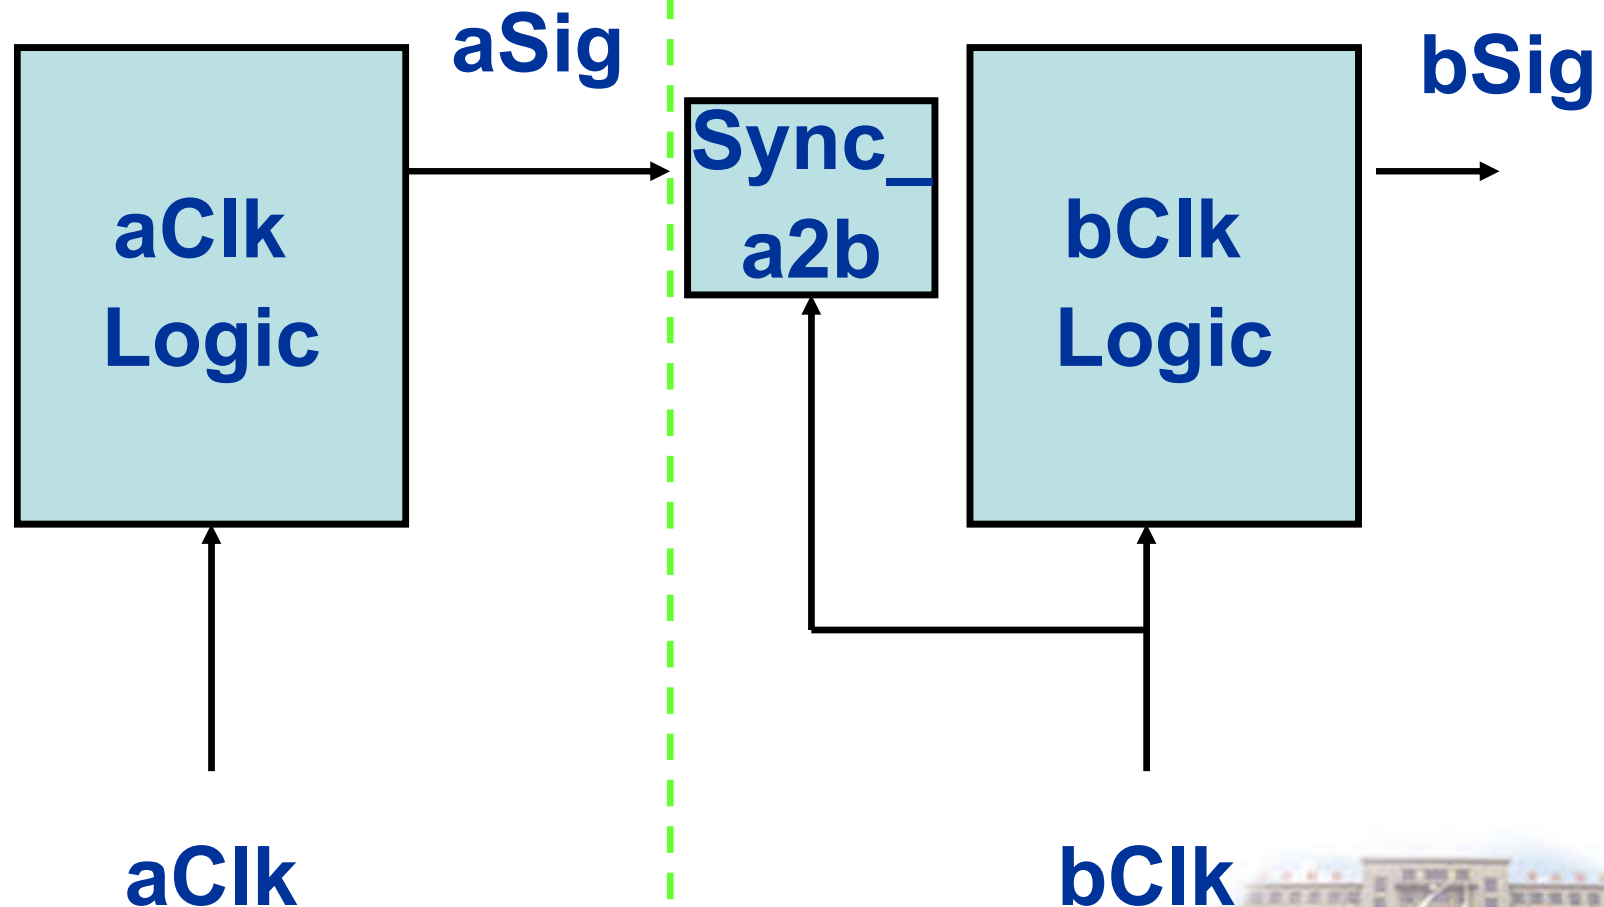 aSig
bSig
Sync_
a2b
aClk
Logic
bClk
Logic
aClk
bClk